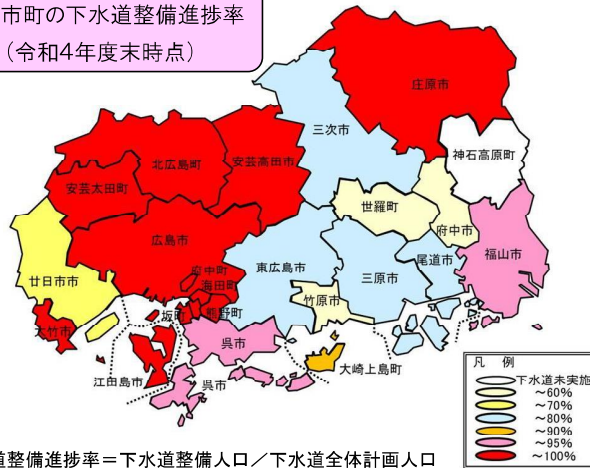 市町の下水道整備進捗率
（令和4年度末時点）
庄原市
三次市
神石高原町
北広島町
安芸高田市
安芸太田町
世羅町
府中市
広島市
福山市
尾道市
府中町
東広島市
三原市
廿日市市
海田町
竹原市
坂町
熊野町
大竹市
呉市
大崎上島町
江田島市
呉市
凡 例
下水道未実施
～60%
～70%
～80%
～90%
～95%
～100%
道整備進捗率＝下水道整備人口／下水道全体計画人口